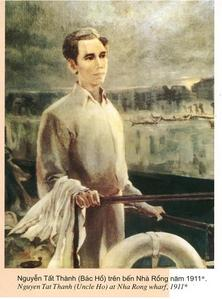 Nguyễn Tất Thành (Bác Hồ) trên bến Nhà Rồng năm 1911*.
Nguyen Tat Thanh (Uncle Ho) at Nha Rong wharf, 1911*